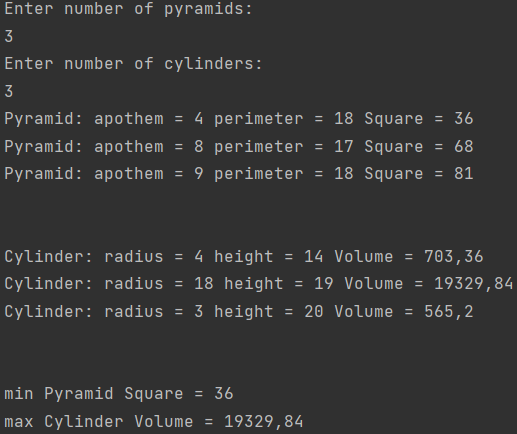 Enter number of pyramids:
3
Enter number of cylinders:
3
Pyramid: apothem = 4 perimeter = 18 Square = 36
Pyramid: apothem = 8 perimeter = 17 Square = 68
Pyramid: apothem = 9 perimeter = 18 Square = 81
Cylinder: radius = 4 height = 14 Volume = 703,36
Cylinder: radius = 18 height = 19 Volume = 19329,84
Cylinder: radius = 3 height = 20 Volume = 565,2
min Pyramid Square = 36
max Cylinder Volume = 19329,84